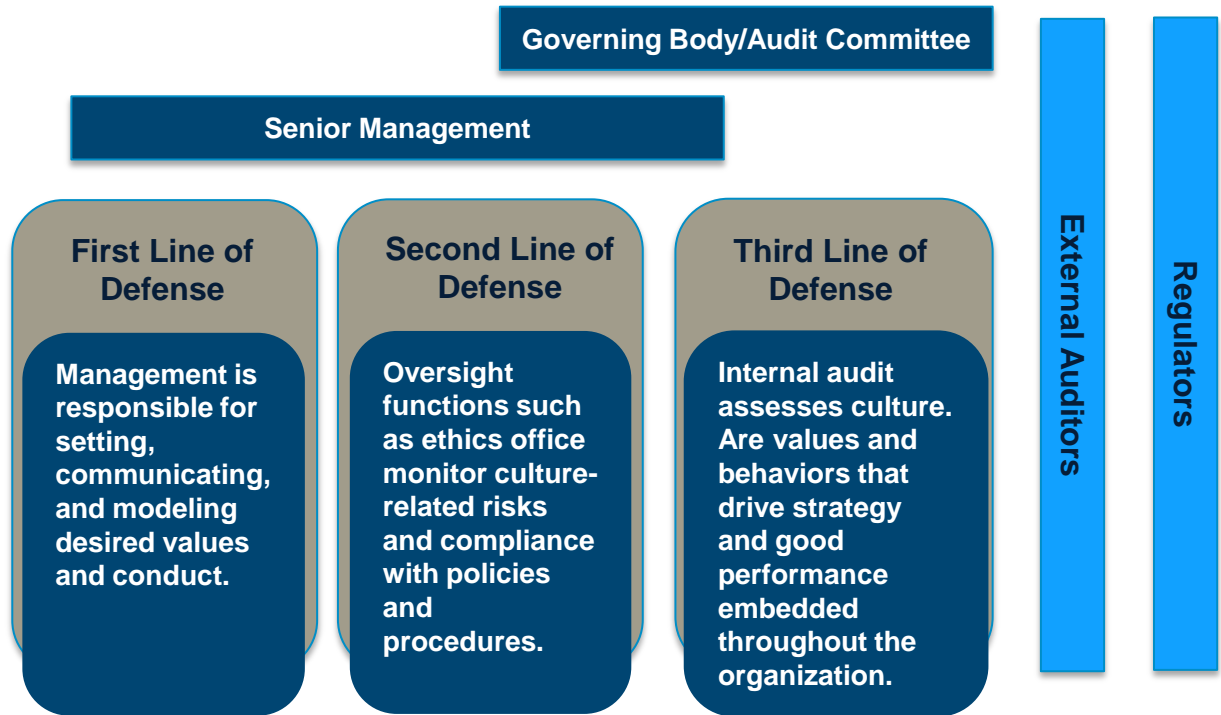 Governing Body/Audit Committee
Senior Management
First Line of
Defense
Management is
responsible for
setting,
communicating,
and modeling
desired values
and conduct.
Second Line of
Defense
Oversight
functions such
as ethics office
monitor culture-
related risks
and compliance
with policies
and
procedures.
Third Line of
Defense
Internal audit
assesses culture.
Are values and
behaviors that
drive strategy
and good
performance
embedded
throughout the
organization.
External Auditors
Regulators